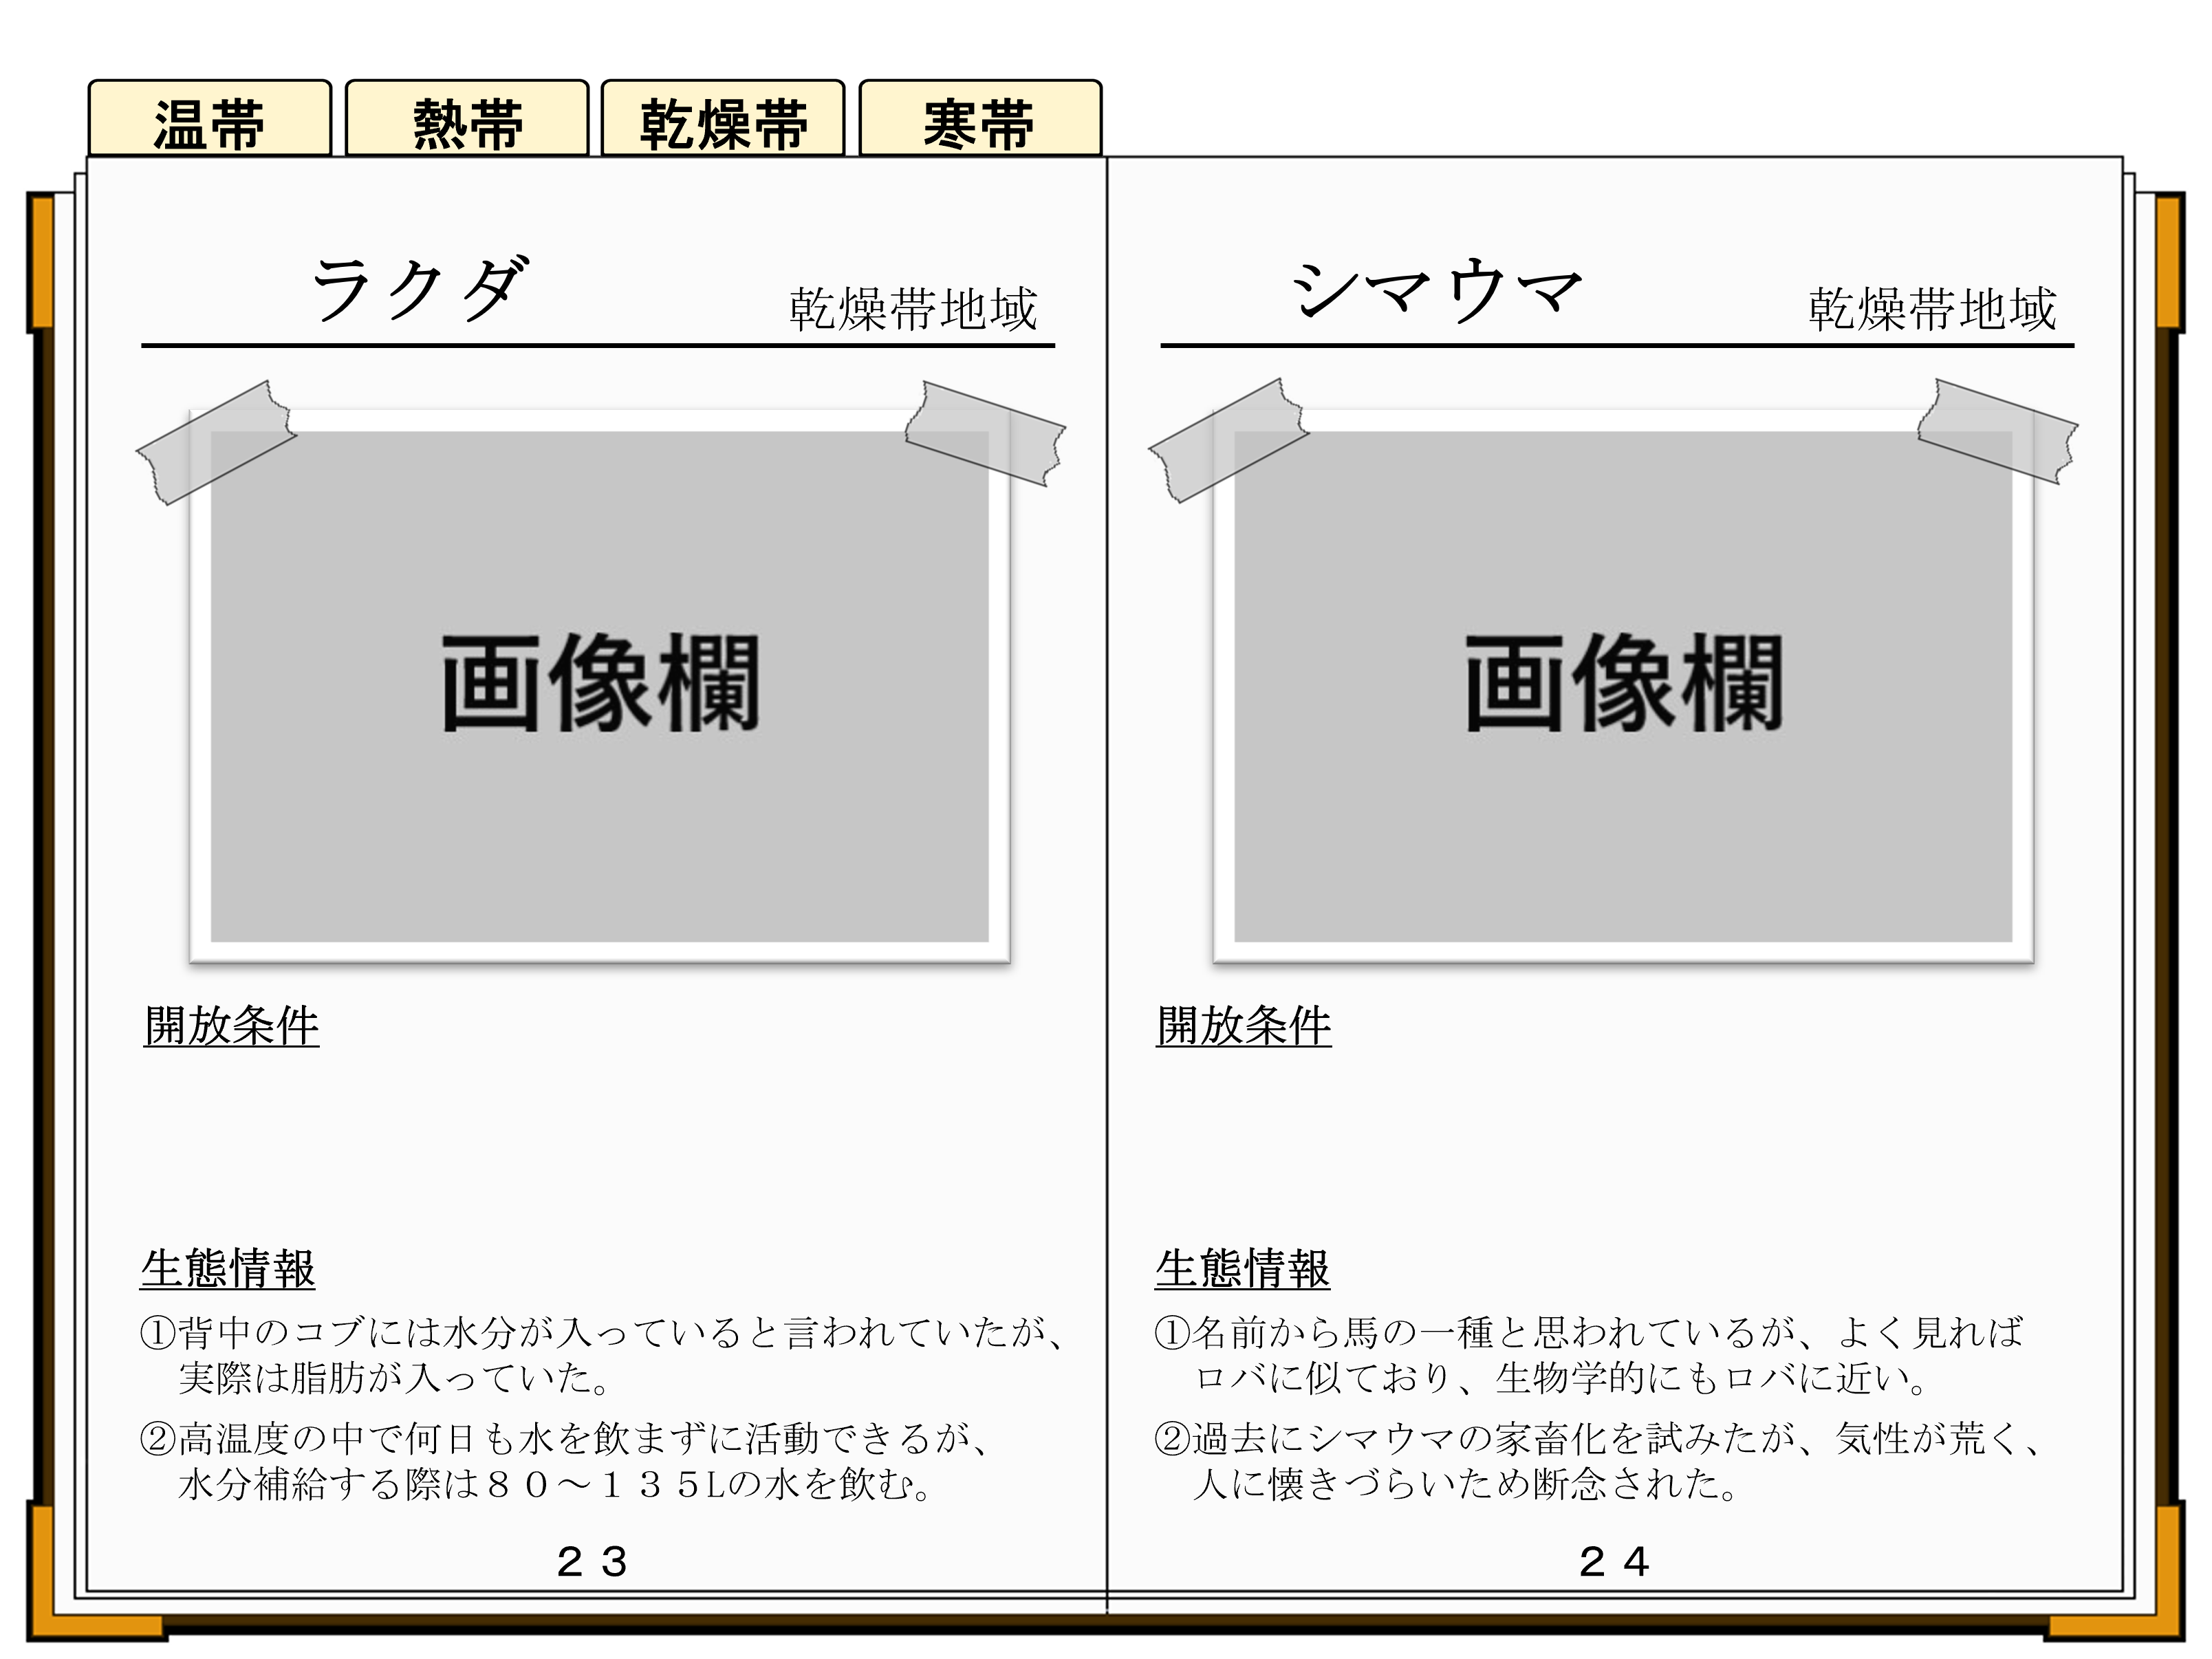 温帯 熱帯 乾燥帯 寒帯
ラクダ 乾燥帯地域
画像欄
開放条件
生態情報
①背中のコブには水分が入っていると言われていたが、
実際は脂肪が入っていた。
②高温度の中で何日も水を飲まずに活動できるが、
水分補給する際は８０～１３５Lの水を飲む。
２３
シマウマ 乾燥帯地域
画像欄
開放条件
生態情報
①名前から馬の一種と思われているが、よく見れば
ロバに似ており、生物学的にもロバに近い。
②過去にシマウマの家畜化を試みたが、気性が荒く、
人に懐きづらいため断念された。
２４